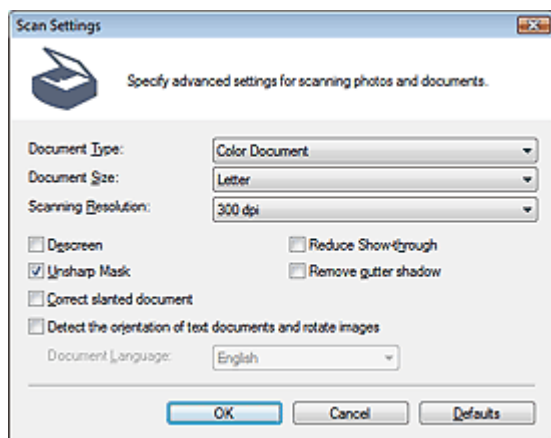 Scan Settings
Specify advanced settings for scanning photos and documents.
Document Type: Color Document
Document Size: Letter
Scanning Resolution: 300 dpi
Descreen Reduce Show-through
Unsharp Mask Remove gutter shadow
Correct slanted document
Detect the orientation of text documents and rotate images
Document Language: English
OK Cancel Defaults